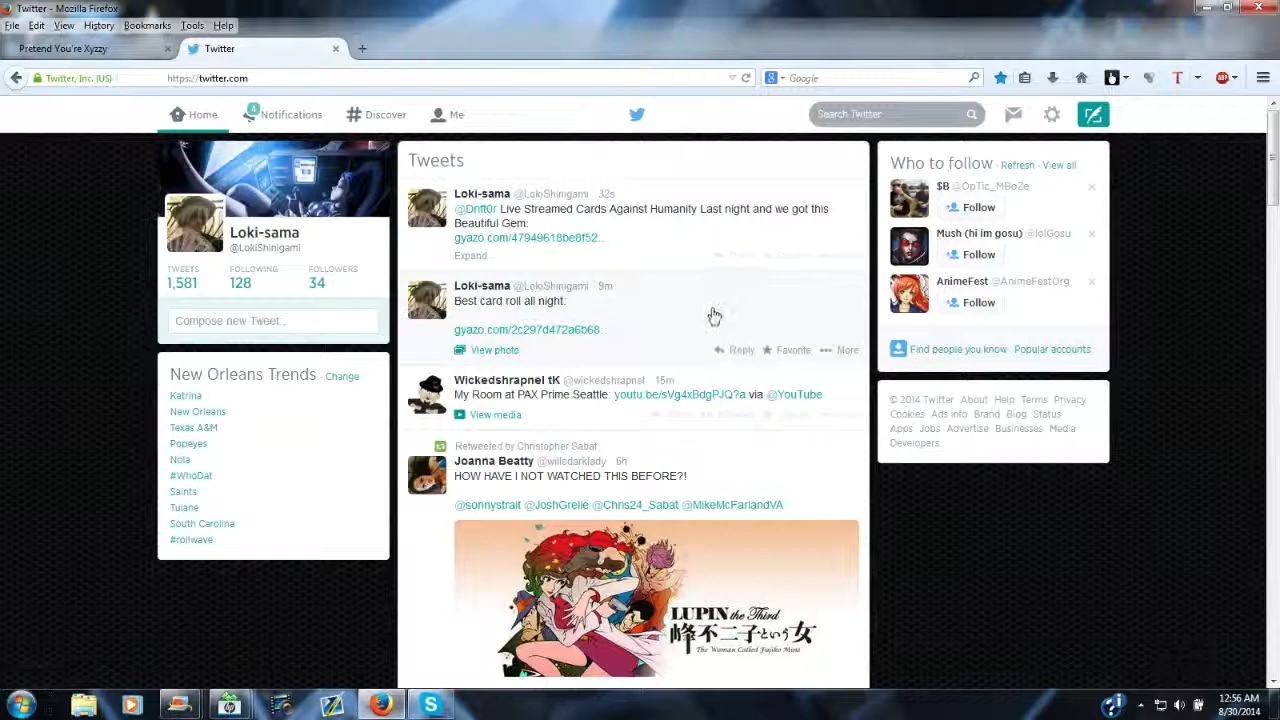 Twitter - Mozilla Firefox
File Edit View History Bookmarks Tools Help
Pretend You're Xyzzy
Twitter
Twitter, Inc. (US)
https://twitter.com
Google
Home
4
Notifications
Discover
Me
Search Twitter
Loki-sama
@LokiShinigami
TWEETS FOLLOWING FOLLOWERS
1,581 128 34
Compose new Tweet...
New Orleans Trends · Change
Katrina
New Orleans
Texas A&M
Popeyes
Nola
#WhoDat
Saints
Tulane
South Carolina
#rollwave
Tweets
Loki-sama @LokiShinigami 32s
@Drift0r Live Streamed Cards Against Humanity Last night and we got this
Beautiful Gem:
gyazo.com/47949618be8f52...
Expand
Loki-sama @LokiShinigami 9m
Best card roll all night:
gyazo.com/2c297d472a6b68...
View photo
Reply Favorite More
Wickedshrapnel tK @wickedshrapnel 15m
My Room at PAX Prime Seattle: youtu.be/sVg4xBdgPJQ?a via @YouTube
View media
Retweeted by Christopher Sabat
Joanna Beatty @willsdarklady 6h
HOW HAVE I NOT WATCHED THIS BEFORE?!
@sonnystrait @JoshGrelle @Chris24_Sabat @MikeMcFarlandVA
LUPIN the Third
峰不二子という女
The Woman Called Fujiko Mine
Who to follow · Refresh · View all
$B @OpTic_MBoZe
Follow
Mush (hi im gosu) @lolGosu
Follow
AnimeFest @AnimeFestOrg
Follow
Find people you know Popular accounts
© 2014 Twitter About Help Terms Privacy
Cookies Ads info Brand Blog Status
Apps Jobs Advertise Businesses Media
Developers
12:56 AM
8/30/2014